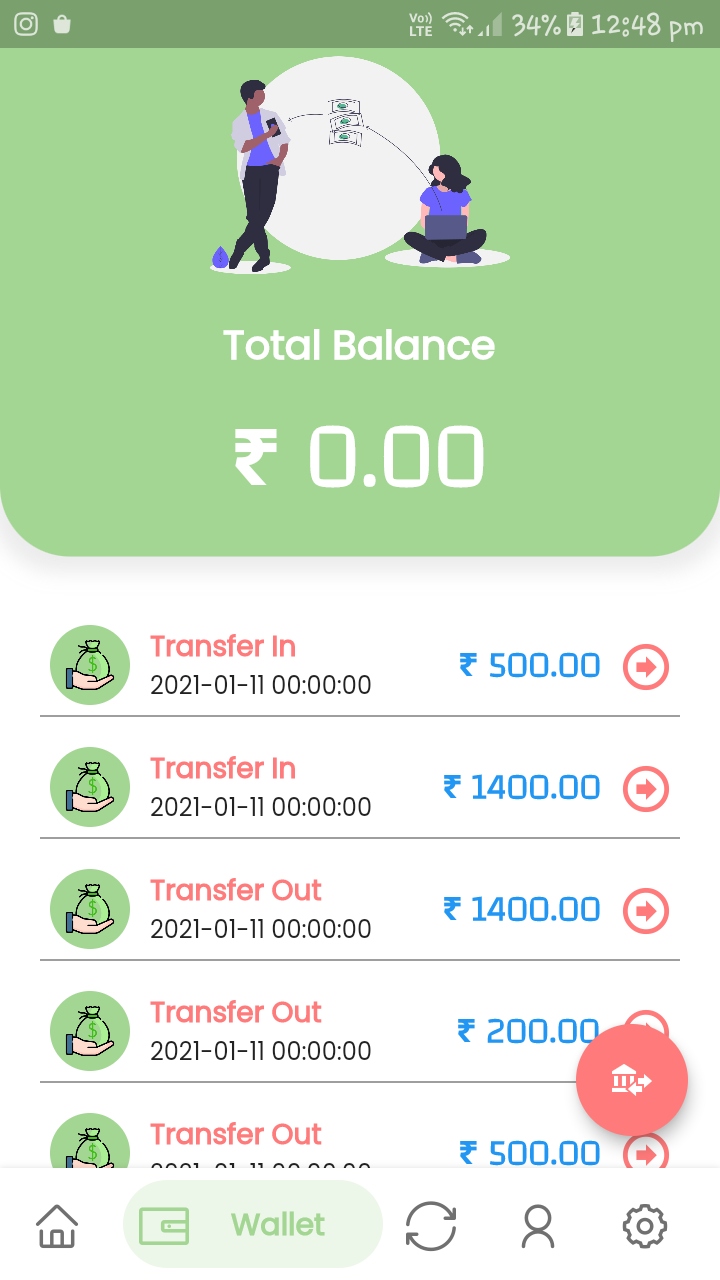 Vo)) LTE 34% 12:48 pm
Total Balance
₹ 0.00
Transfer In
2021-01-11 00:00:00
₹ 500.00
Transfer In
2021-01-11 00:00:00
₹ 1400.00
Transfer Out
2021-01-11 00:00:00
₹ 1400.00
Transfer Out
2021-01-11 00:00:00
₹ 200.00
Transfer Out
₹ 500.00
Wallet